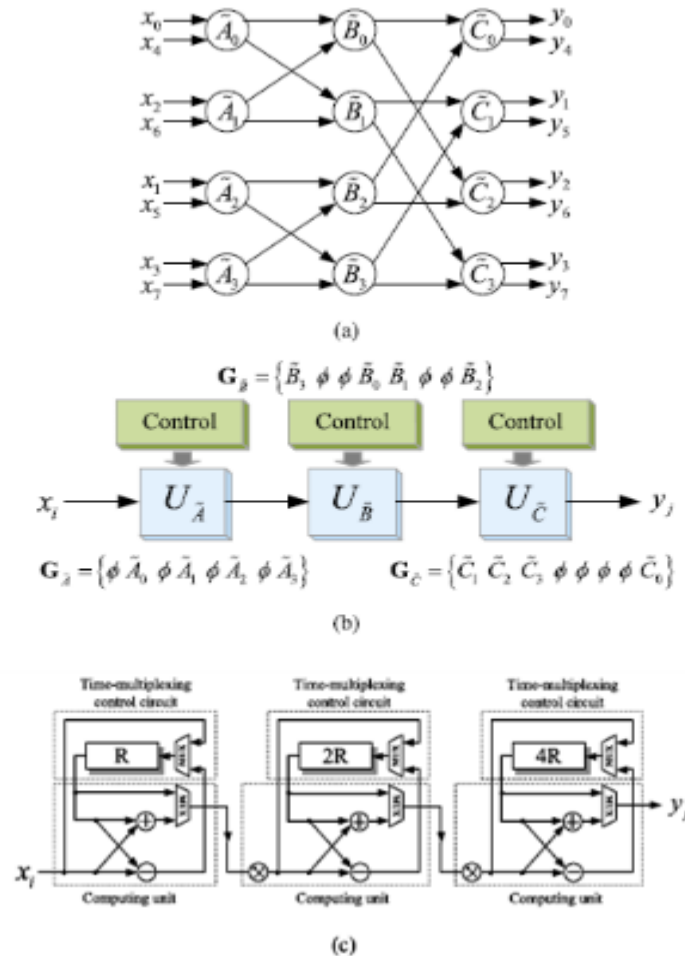 x₀ Ã₀ B̃₀ C̃₀ y₀
x₄ y₄
x₂ Ã₁ B̃₁ C̃₁ y₁
x₆ y₅
x₁ Ã₂ B̃₂ C̃₂ y₂
x₅ y₆
x₃ Ã₃ B̃₃ C̃₃ y₃
x₇ y₇
(a)
G_B̃ = {B̃₃ ϕ ϕ B̃₀ B̃₁ ϕ ϕ B̃₂}
Control Control Control
xᵢ U_Ã U_B̃ U_C̃ yⱼ
G_Ã = {ϕ Ã₀ ϕ Ã₁ ϕ Ã₂ ϕ Ã₃} G_C̃ = {C̃₁ C̃₂ C̃₃ ϕ ϕ ϕ ϕ C̃₀}
(b)
Time-multiplexing Time-multiplexing Time-multiplexing
control circuit control circuit control circuit
R MUX 2R MUX 4R MUX
MUX MUX MUX yⱼ
xᵢ
Computing unit Computing unit Computing unit
(c)